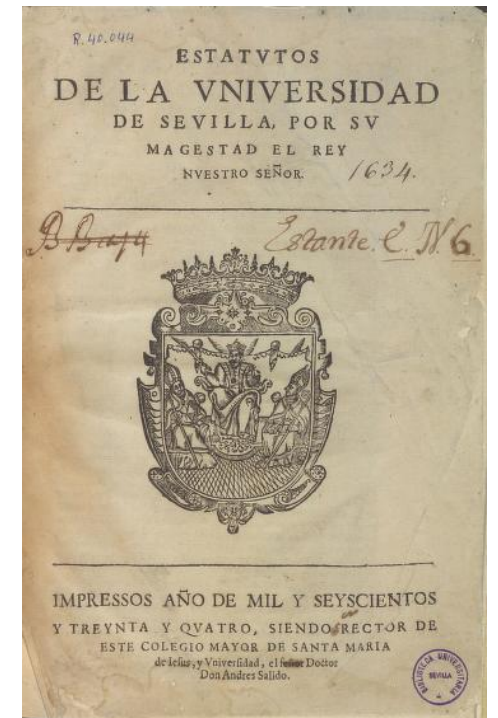 R. 40.044
ESTATVTOS
DE LA VNIVERSIDAD
DE SEVILLA, POR SV
MAGESTAD EL REY
NVESTRO SEÑOR. 1634.
Estante. C. N. 6
IMPRESSOS AÑO DE MIL Y SEYSCIENTOS
Y TREYNTA Y QVATRO, SIENDO RECTOR DE
ESTE COLEGIO MAYOR DE SANTA MARIA
de Iesus, y Vniversidad, el señor Doctor
Don Andres Salido.
BIBLIOTECA UNIVERSITARIA
SEVILLA